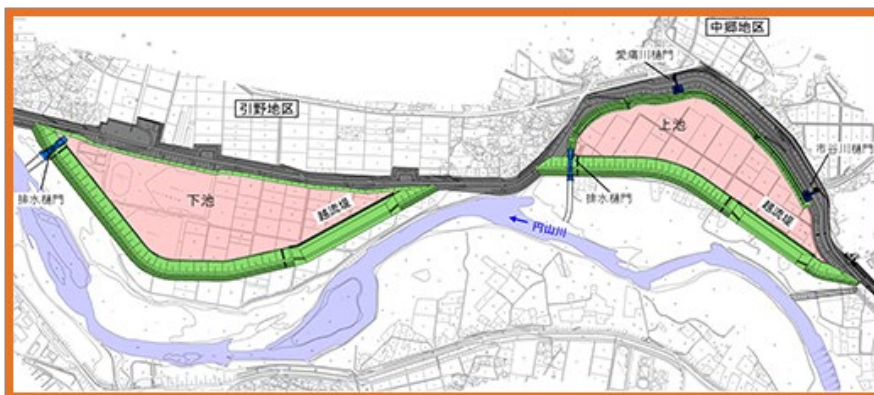 中郷地区
愛痛川樋門
引野地区
上池
市谷川樋門
下池
排水樋門
越流堤
排水樋門
越流堤
円山川